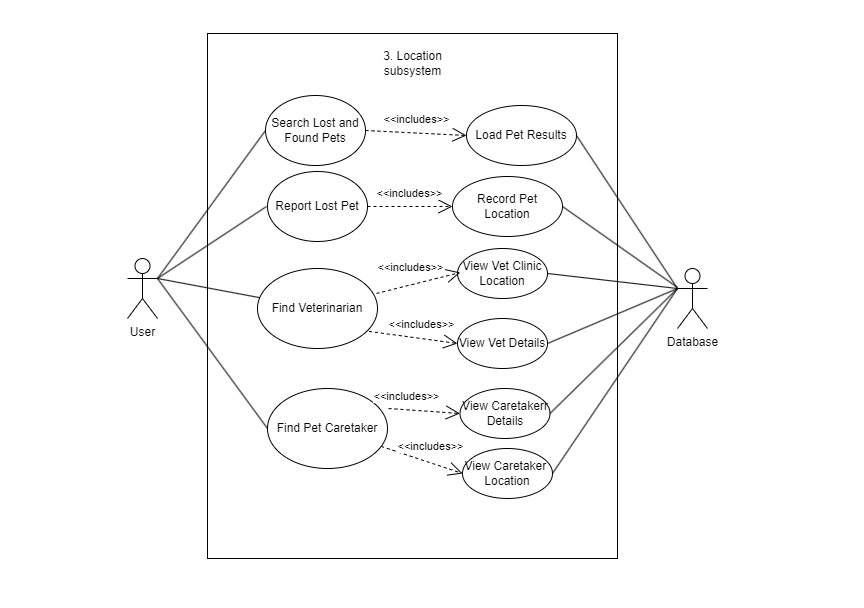 3. Location
subsystem
Search Lost and
Found Pets
<<includes>>
Load Pet Results
Report Lost Pet
<<includes>>
Record Pet
Location
User
Find Veterinarian
<<includes>>
View Vet Clinic
Location
<<includes>>
View Vet Details
Database
Find Pet Caretaker
<<includes>>
View Caretakerr
Details
<<includes>>
View Caretaker
Location